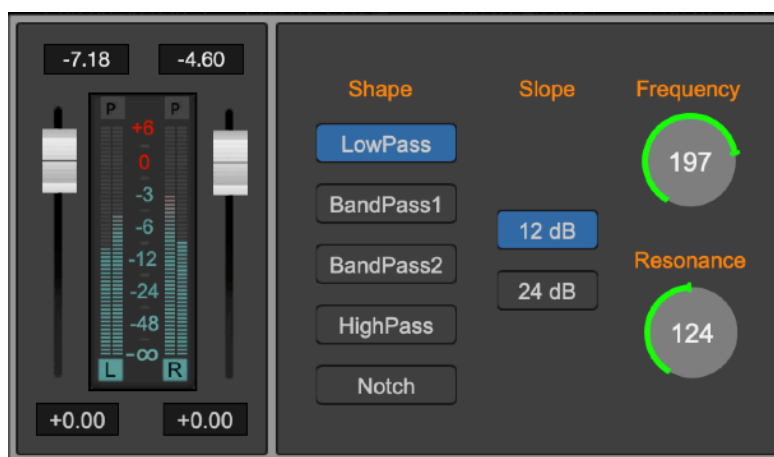 -7.18
-4.60
P
P
+6
0
-3
-6
-12
-24
-48
-∞
L
R
+0.00
+0.00
Shape
LowPass
BandPass1
BandPass2
HighPass
Notch
Slope
12 dB
24 dB
Frequency
197
Resonance
124